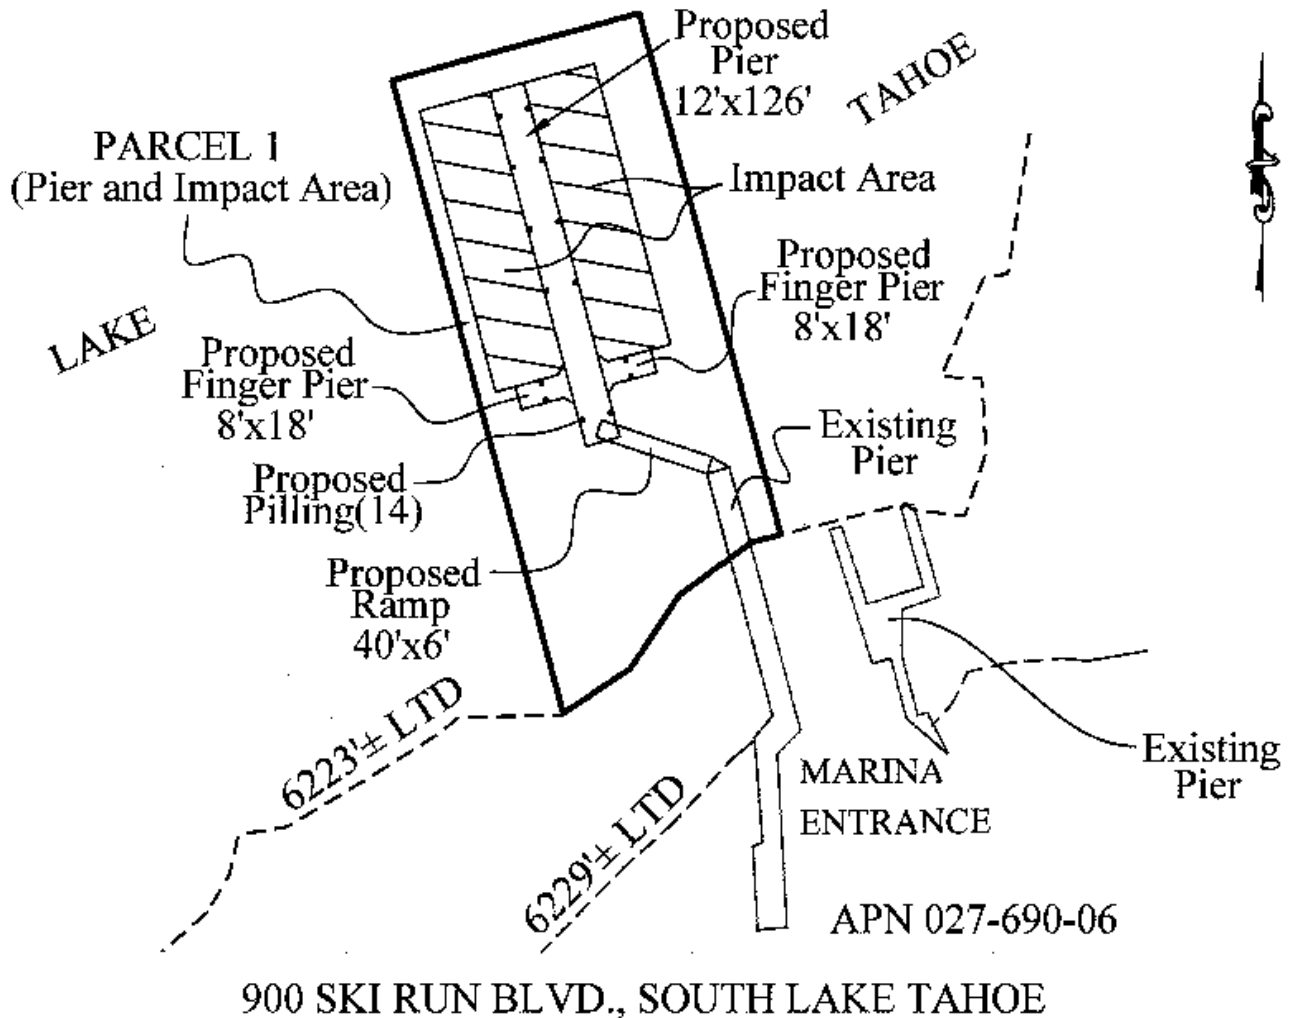 Proposed
Pier
12'x126'
TAHOE
PARCEL 1
(Pier and Impact Area)
Impact Area
Proposed
Finger Pier
8'x18'
LAKE
Proposed
Finger Pier
8'x18'
Existing
Pier
Proposed
Pilling(14)
Proposed
Ramp
40'x6'
6223'± LTD
Existing
Pier
MARINA
ENTRANCE
6229'± LTD
APN 027-690-06
900 SKI RUN BLVD., SOUTH LAKE TAHOE